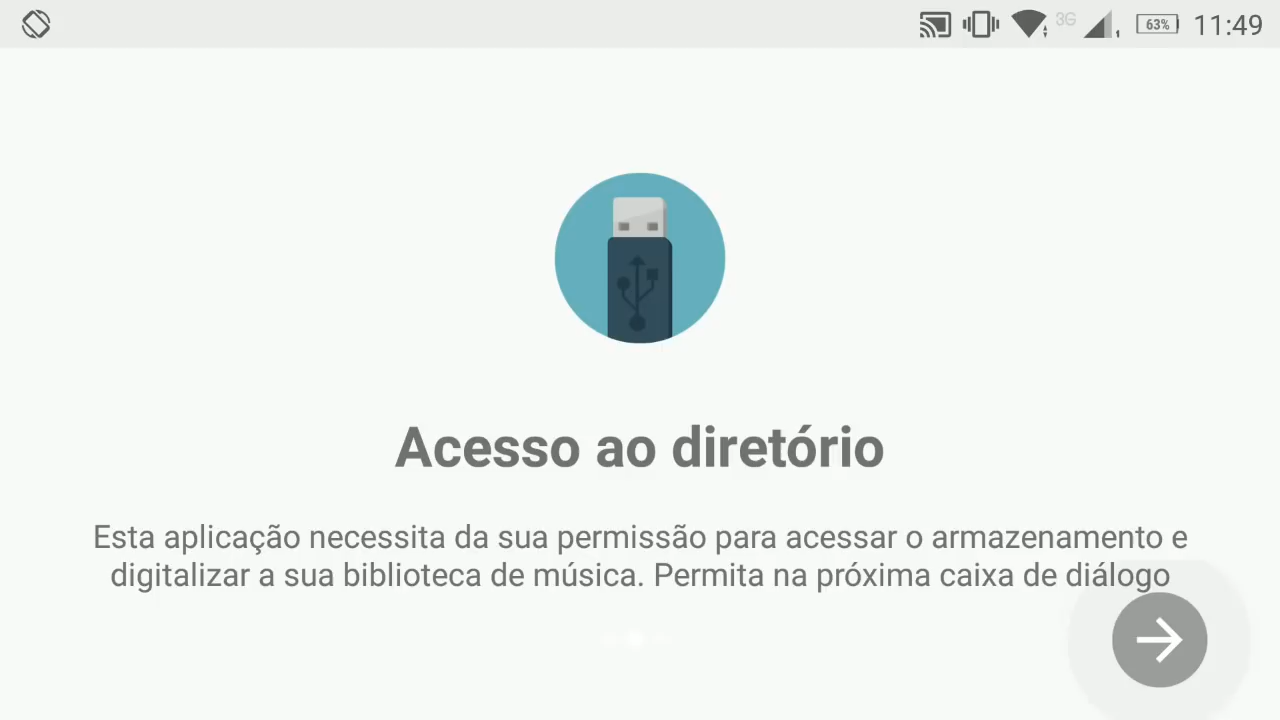 3G
63%
11:49
Acesso ao diretório
Esta aplicação necessita da sua permissão para acessar o armazenamento e
digitalizar a sua biblioteca de música. Permita na próxima caixa de diálogo